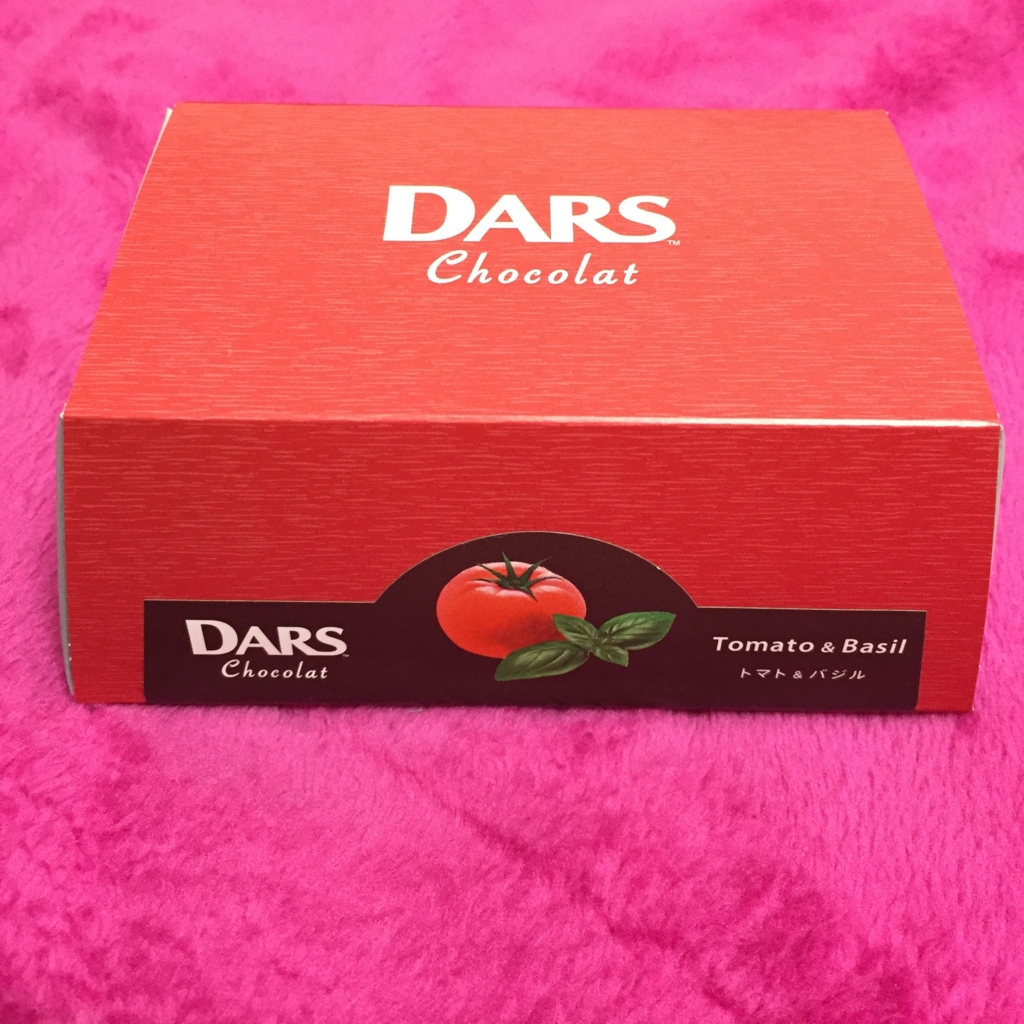 DARS™
Chocolat
DARS™
Chocolat
Tomato & Basil
トマト & バジル